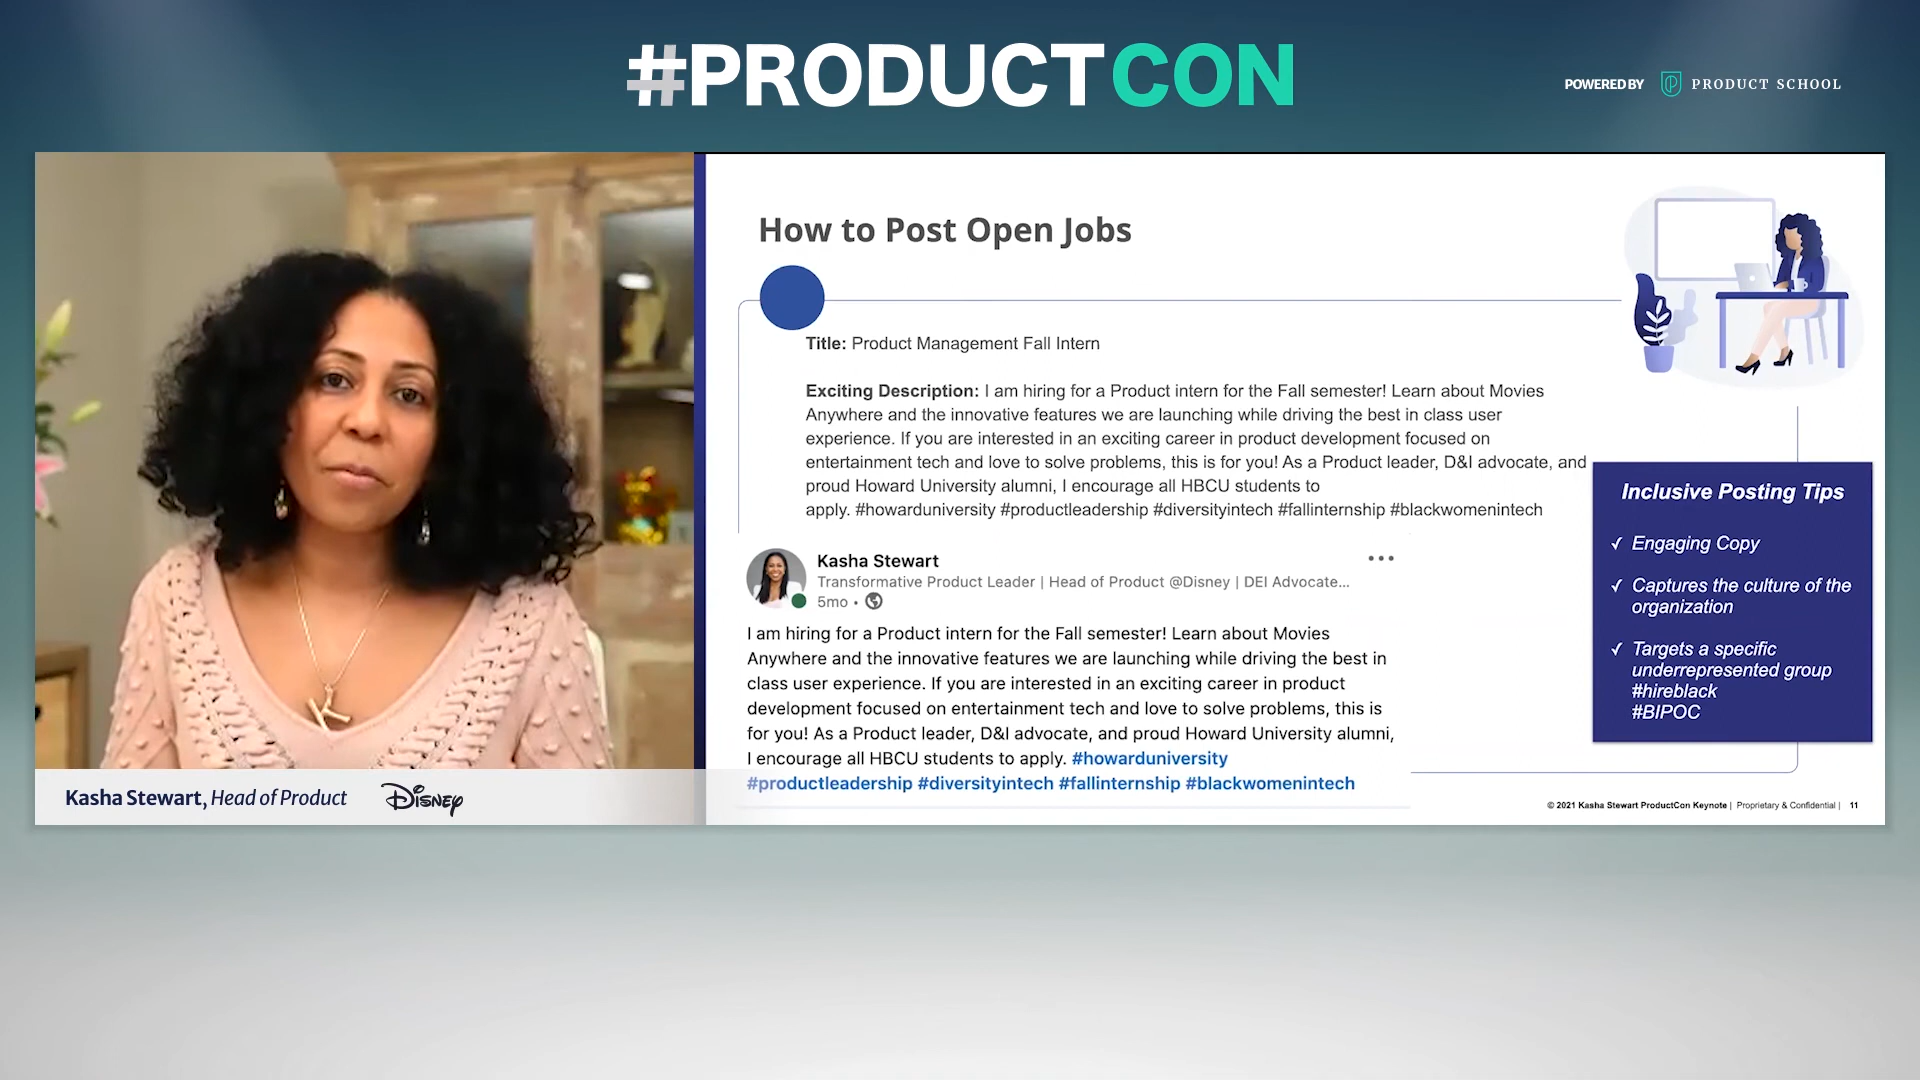 #PRODUCTCON
POWERED BY PRODUCT SCHOOL
How to Post Open Jobs
Title: Product Management Fall Intern
Exciting Description: I am hiring for a Product intern for the Fall semester! Learn about Movies
Anywhere and the innovative features we are launching while driving the best in class user
experience. If you are interested in an exciting career in product development focused on
entertainment tech and love to solve problems, this is for you! As a Product leader, D&I advocate, and
proud Howard University alumni, I encourage all HBCU students to
apply. #howarduniversity #productleadership #diversityintech #fallinternship #blackwomenintech
Kasha Stewart
Transformative Product Leader | Head of Product @Disney | DEI Advocate...
5mo •
I am hiring for a Product intern for the Fall semester! Learn about Movies
Anywhere and the innovative features we are launching while driving the best in
class user experience. If you are interested in an exciting career in product
development focused on entertainment tech and love to solve problems, this is
for you! As a Product leader, D&I advocate, and proud Howard University alumni,
I encourage all HBCU students to apply. #howarduniversity
#productleadership #diversityintech #fallinternship #blackwomenintech
Inclusive Posting Tips
✓ Engaging Copy
✓ Captures the culture of the
organization
✓ Targets a specific
underrepresented group
#hireblack
#BIPOC
© 2021 Kasha Stewart ProductCon Keynote | Proprietary & Confidential | 11
Kasha Stewart, Head of Product Disney